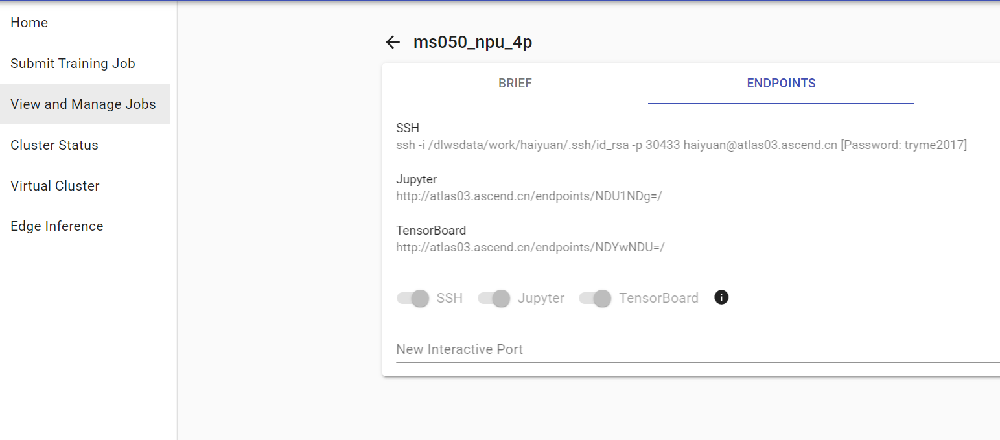 Home
Submit Training Job
View and Manage Jobs
Cluster Status
Virtual Cluster
Edge Inference
ms050_npu_4p
BRIEF
ENDPOINTS
SSH
ssh -i /dlwsdata/work/haiyuan/.ssh/id_rsa -p 30433 haiyuan@atlas03.ascend.cn [Password: tryme2017]
Jupyter
http://atlas03.ascend.cn/endpoints/NDU1NDg=/
TensorBoard
http://atlas03.ascend.cn/endpoints/NDYwNDU=/
SSH Jupyter TensorBoard
New Interactive Port